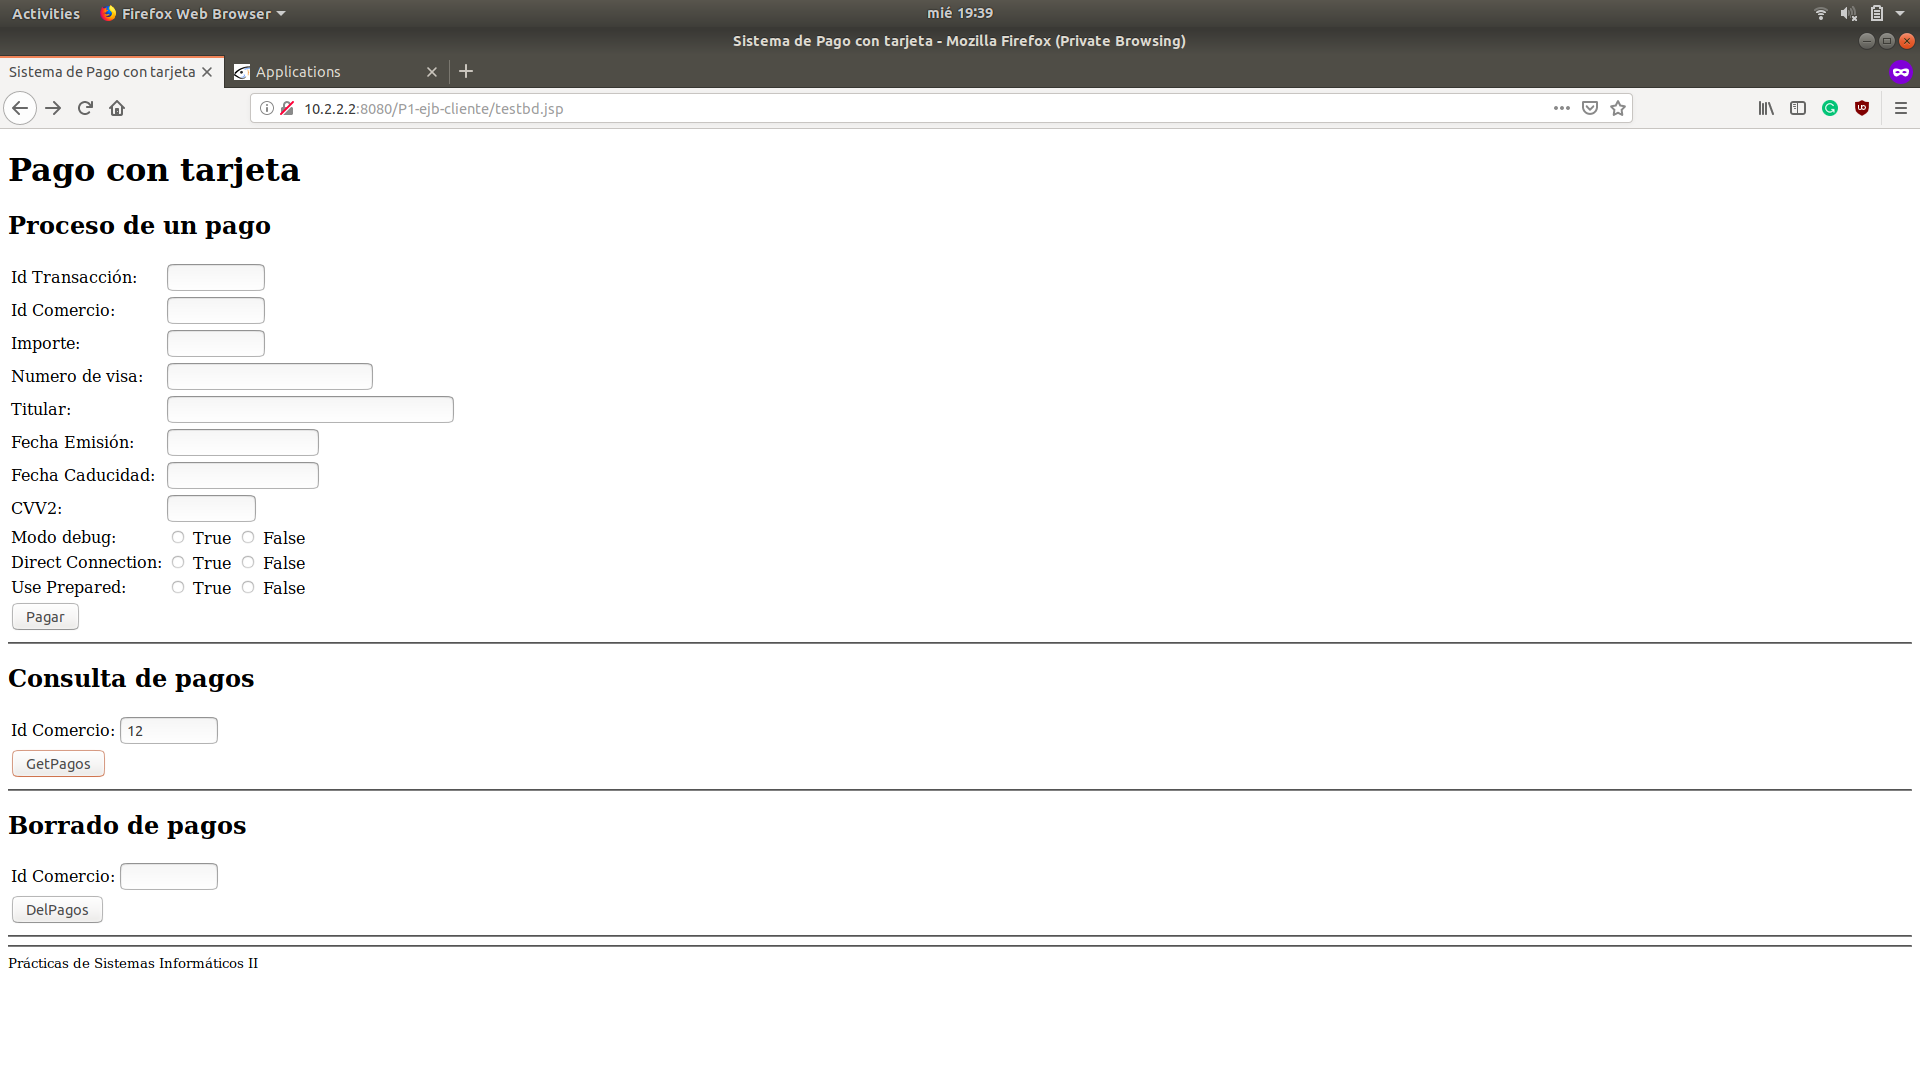 Activities Firefox Web Browser mié 19:39
Sistema de Pago con tarjeta - Mozilla Firefox (Private Browsing)
Sistema de Pago con tarjeta Applications
10.2.2.2:8080/P1-ejb-cliente/testbd.jsp
Pago con tarjeta
Proceso de un pago
Id Transacción:
Id Comercio:
Importe:
Numero de visa:
Titular:
Fecha Emisión:
Fecha Caducidad:
CVV2:
Modo debug: True False
Direct Connection: True False
Use Prepared: True False
Pagar
Consulta de pagos
Id Comercio: 12
GetPagos
Borrado de pagos
Id Comercio:
DelPagos
Prácticas de Sistemas Informáticos II